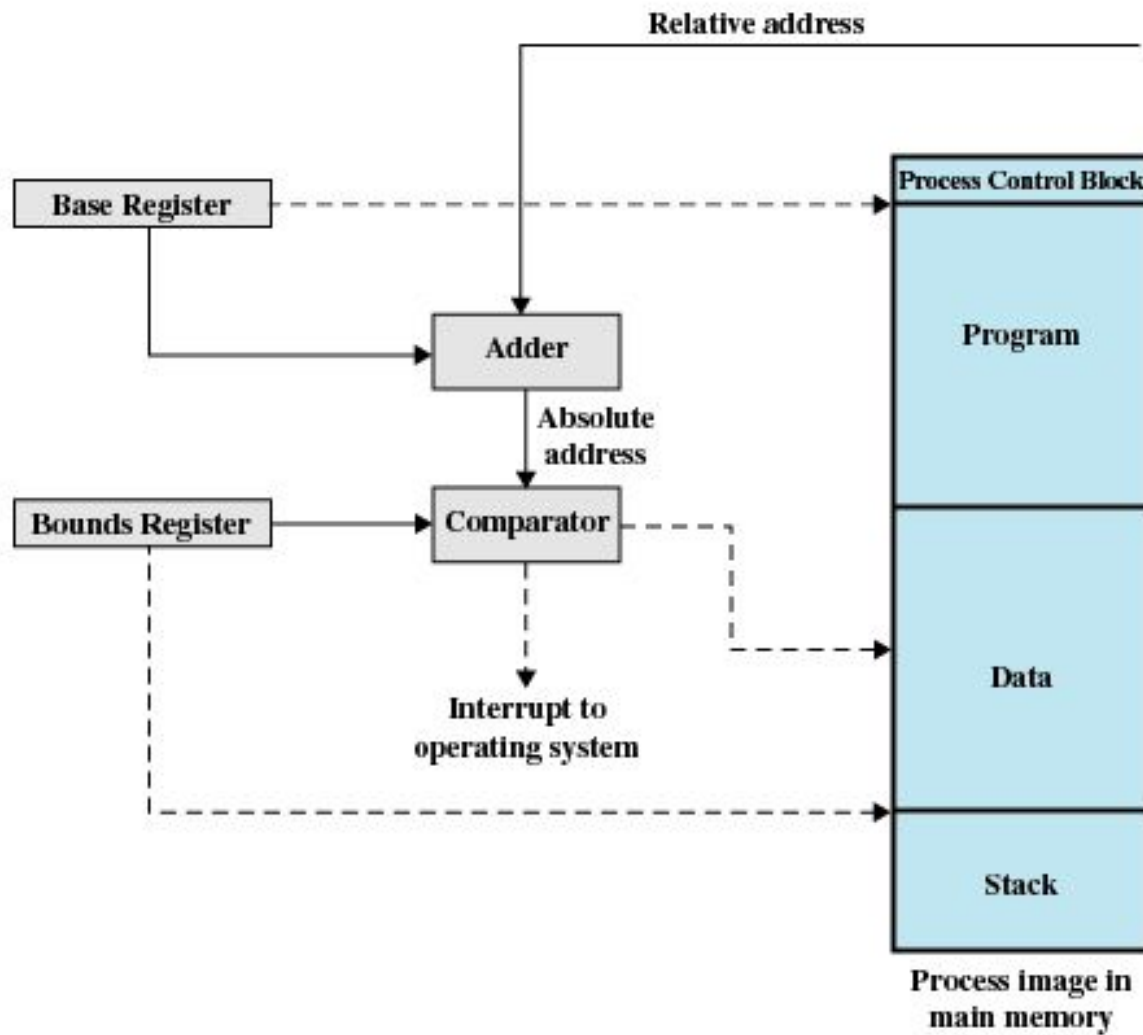 Relative address
Process Control Block
Base Register
Program
Adder
Absolute
address
Bounds Register
Comparator
Data
Interrupt to
operating system
Stack
Process image in
main memory